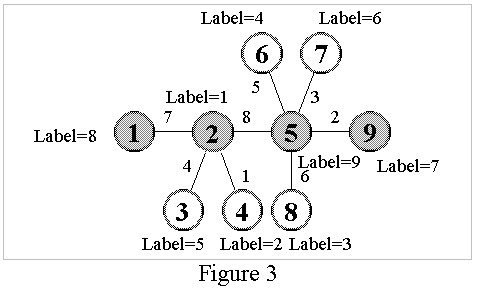 Label=4 Label=6
6 7
Label=1 5 3
Label=8 1 7 2 8 5 2 9
Label=9 Label=7
4 1 6
3 4 8
Label=5 Label=2 Label=3
Figure 3